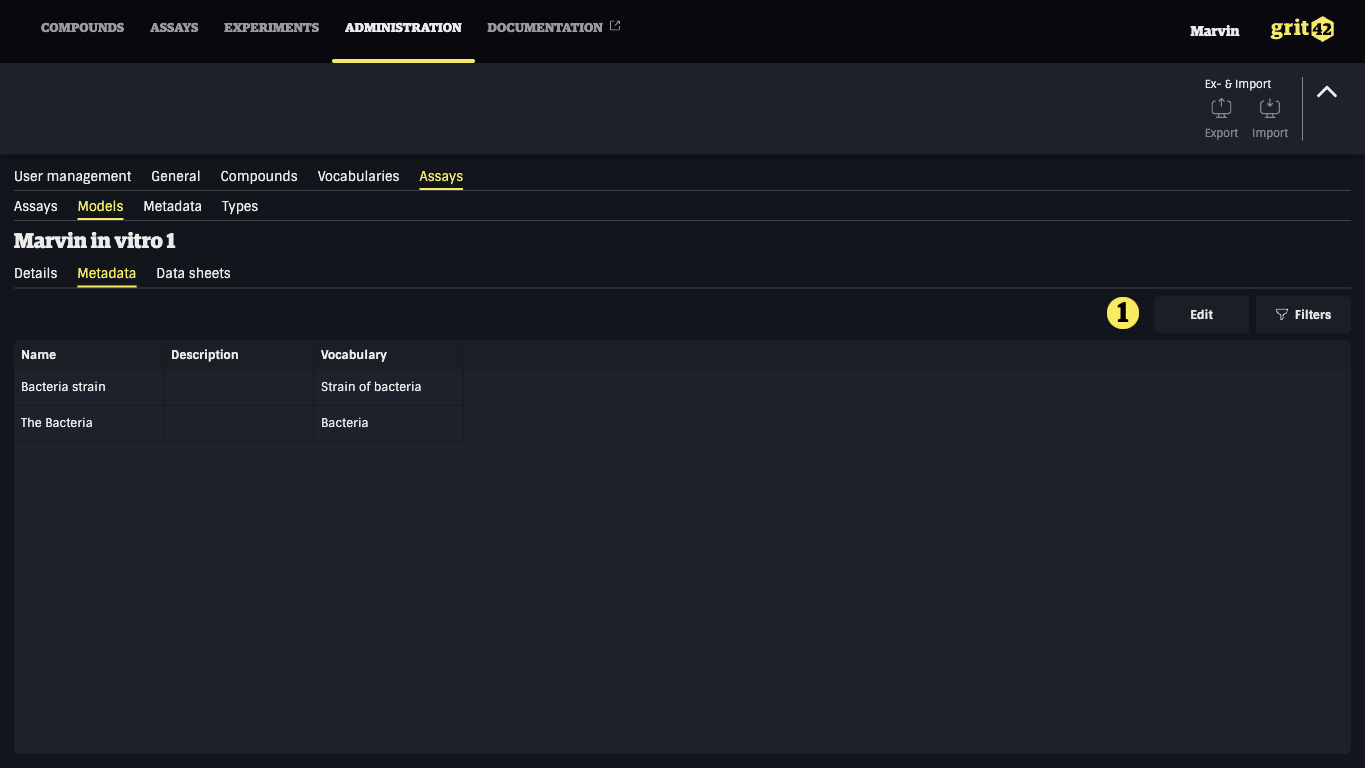 COMPOUNDS ASSAYS EXPERIMENTS ADMINISTRATION DOCUMENTATION Marvin grit42
Ex- & Import
Export Import
User management General Compounds Vocabularies Assays
Assays Models Metadata Types
Marvin in vitro 1
Details Metadata Data sheets
1 Edit Filters
Name Description Vocabulary
Bacteria strain Strain of bacteria
The Bacteria Bacteria